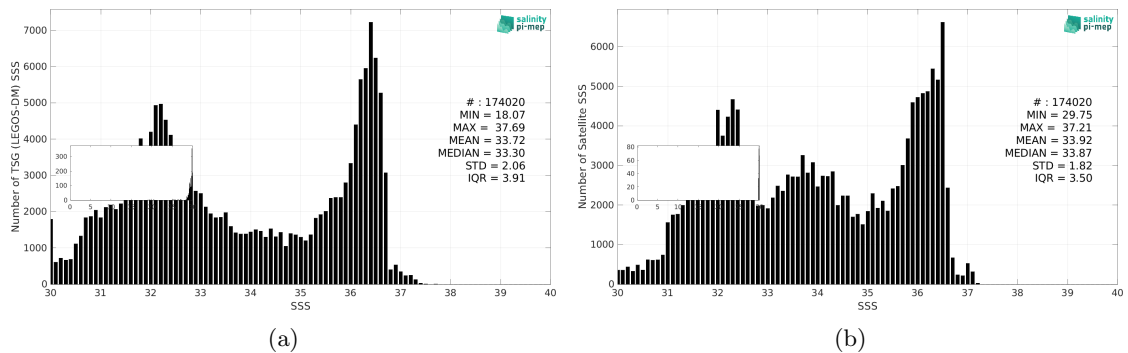 salinity
pi-mep
7000
6000
5000
4000
3000
2000
1000
0
Number of TSG (LEGOS-DM) SSS
# : 174020
MIN = 18.07
MAX = 37.69
MEAN = 33.72
MEDIAN = 33.30
STD = 2.06
IQR = 3.91
300
200
100
0
0 5
30 31 32 33 34 35 36 37 38 39 40
SSS
(a)
salinity
pi-mep
6000
5000
4000
3000
2000
1000
0
Number of Satellite SSS
# : 174020
MIN = 29.75
MAX = 37.21
MEAN = 33.92
MEDIAN = 33.87
STD = 1.82
IQR = 3.50
80
60
40
20
0
0 5
30 31 32 33 34 35 36 37 38 39 40
SSS
(b)